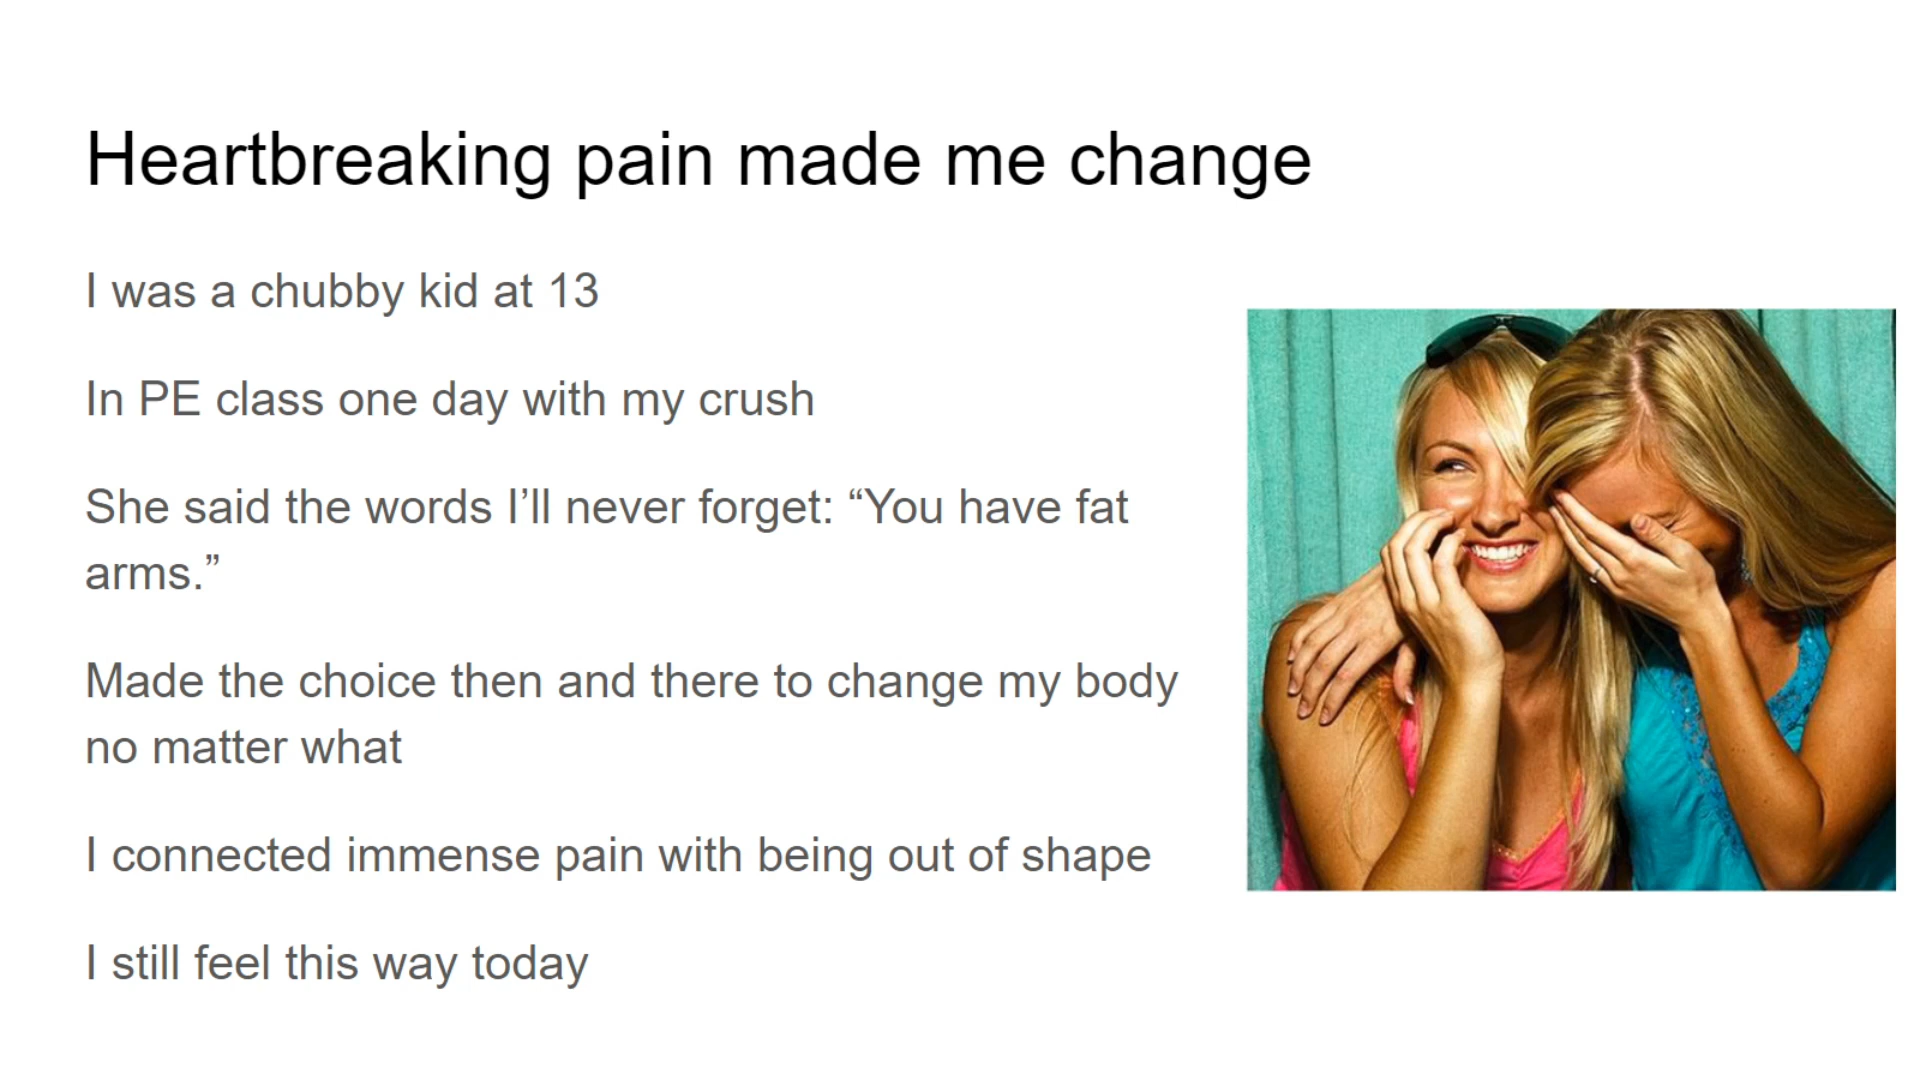 Heartbreaking pain made me change
I was a chubby kid at 13
In PE class one day with my crush
She said the words I’ll never forget: “You have fat
arms.”
Made the choice then and there to change my body
no matter what
I connected immense pain with being out of shape
I still feel this way today